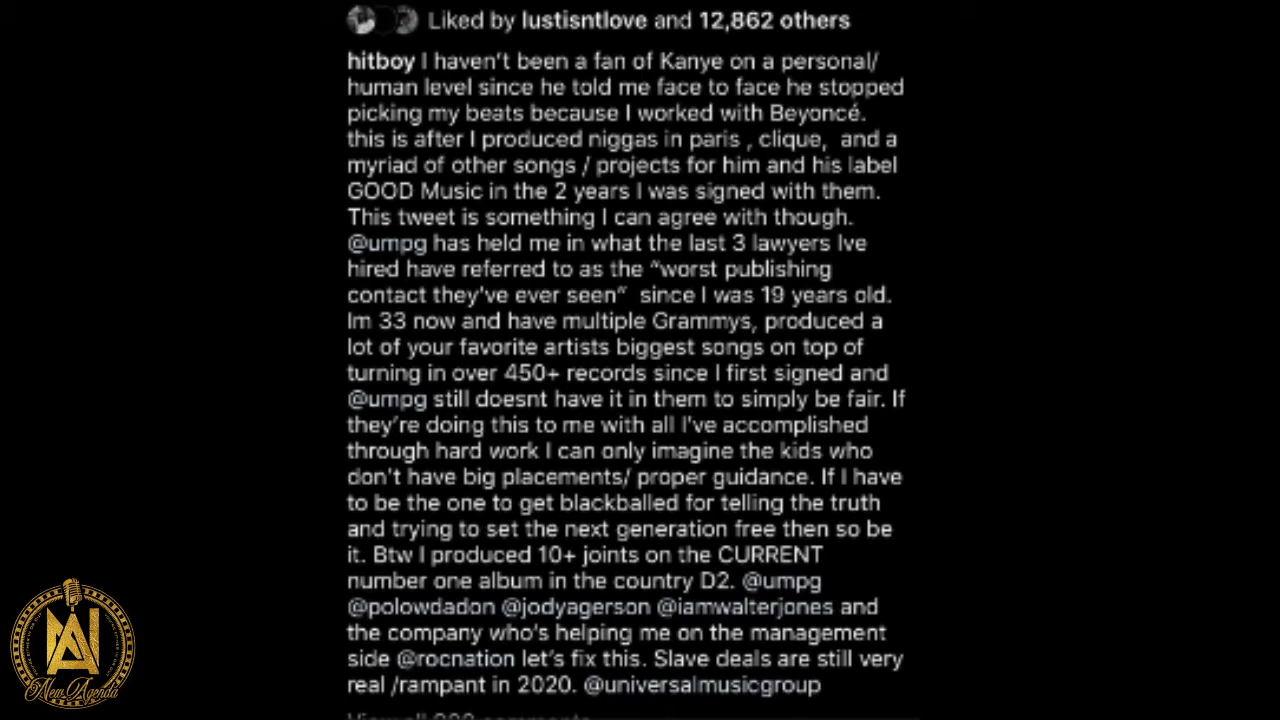 Liked by lustisntlove and 12,862 others
hitboy I haven't been a fan of Kanye on a personal/
human level since he told me face to face he stopped
picking my beats because I worked with Beyoncé.
this is after I produced niggas in paris , clique,  and a
myriad of other songs / projects for him and his label
GOOD Music in the 2 years I was signed with them.
This tweet is something I can agree with though.
@umpg has held me in what the last 3 lawyers Ive
hired have referred to as the "worst publishing
contact they've ever seen"  since I was 19 years old.
Im 33 now and have multiple Grammys, produced a
lot of your favorite artists biggest songs on top of
turning in over 450+ records since I first signed and
@umpg still doesnt have it in them to simply be fair. If
they're doing this to me with all I've accomplished
through hard work I can only imagine the kids who
don't have big placements/ proper guidance. If I have
to be the one to get blackballed for telling the truth
and trying to set the next generation free then so be
it. Btw I produced 10+ joints on the CURRENT
number one album in the country D2. @umpg
@polowdadon @jodyagerson @iamwalterjones and
the company who's helping me on the management
side @rocnation let's fix this. Slave deals are still very
real /rampant in 2020. @universalmusicgroup
New Agenda